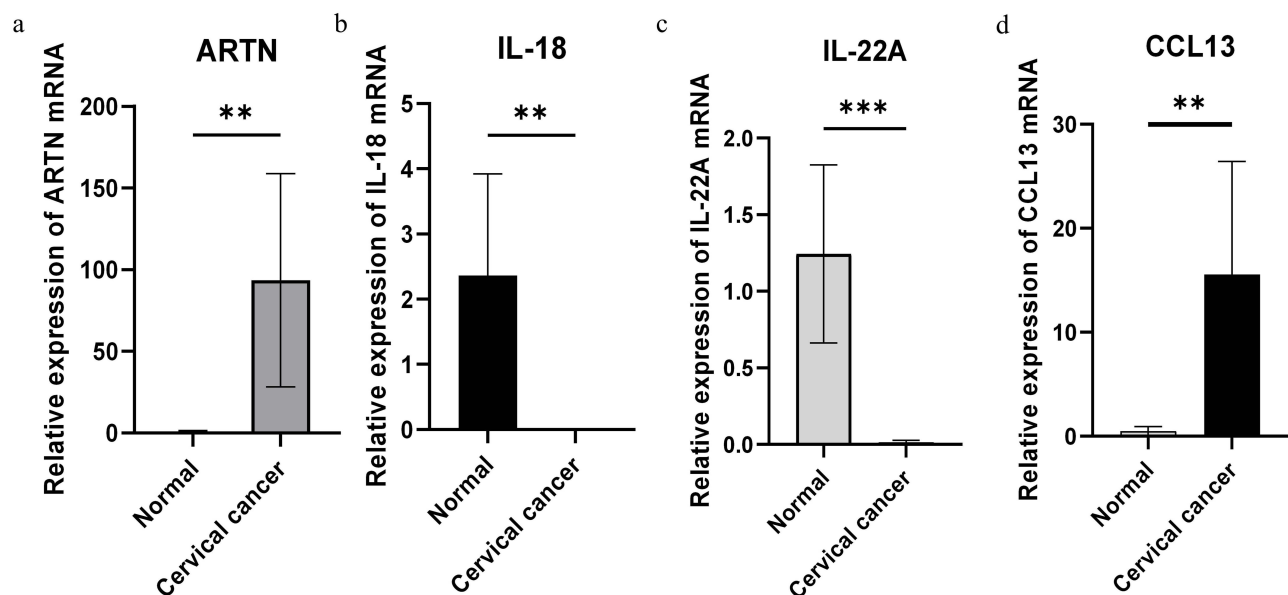 a
ARTN
Relative expression of ARTN mRNA
200
150
100
50
0
**
Normal
Cervical cancer
b
IL-18
Relative expression of IL-18 mRNA
5
4
3
2
1
0
**
Normal
Cervical cancer
c
IL-22A
Relative expression of IL-22A mRNA
2.0
1.5
1.0
0.5
0.0
***
Normal
Cervical cancer
d
CCL13
Relative expression of CCL13 mRNA
30
20
10
0
**
Normal
Cervical cancer